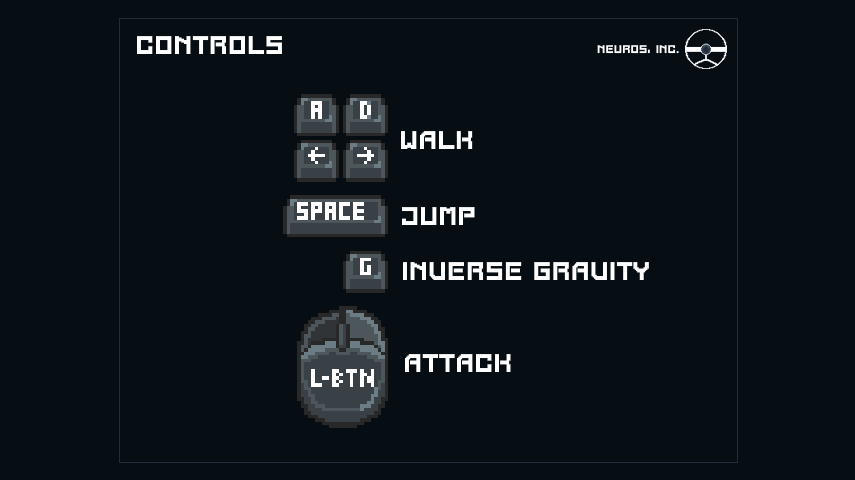 CONTROLS
NEUROS, INC.
A D
← →
WALK
SPACE JUMP
G INVERSE GRAVITY
L-BTN ATTACK